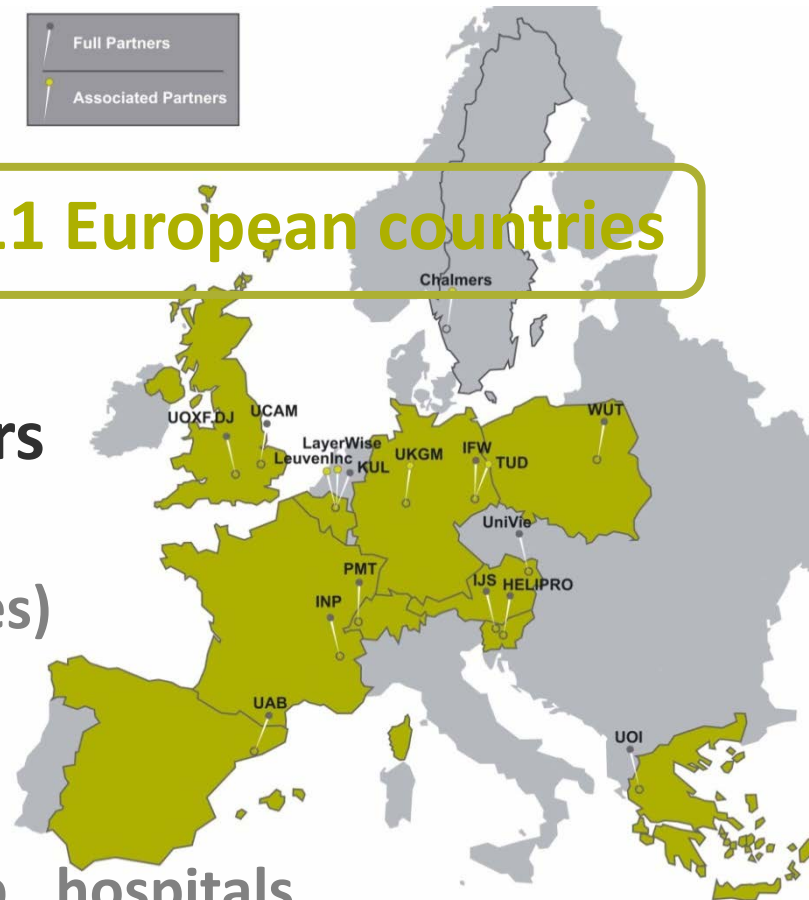 Full Partners
Associated Partners
11 European countries
Chalmers
UOXF.DJ
UCAM
rs
LayerWise
LeuvenInc
KUL
UKGM
IFW
TUD
WUT
UniVie
es)
PMT
IJS
HELIPRO
INP
UAB
UOI
hospitals